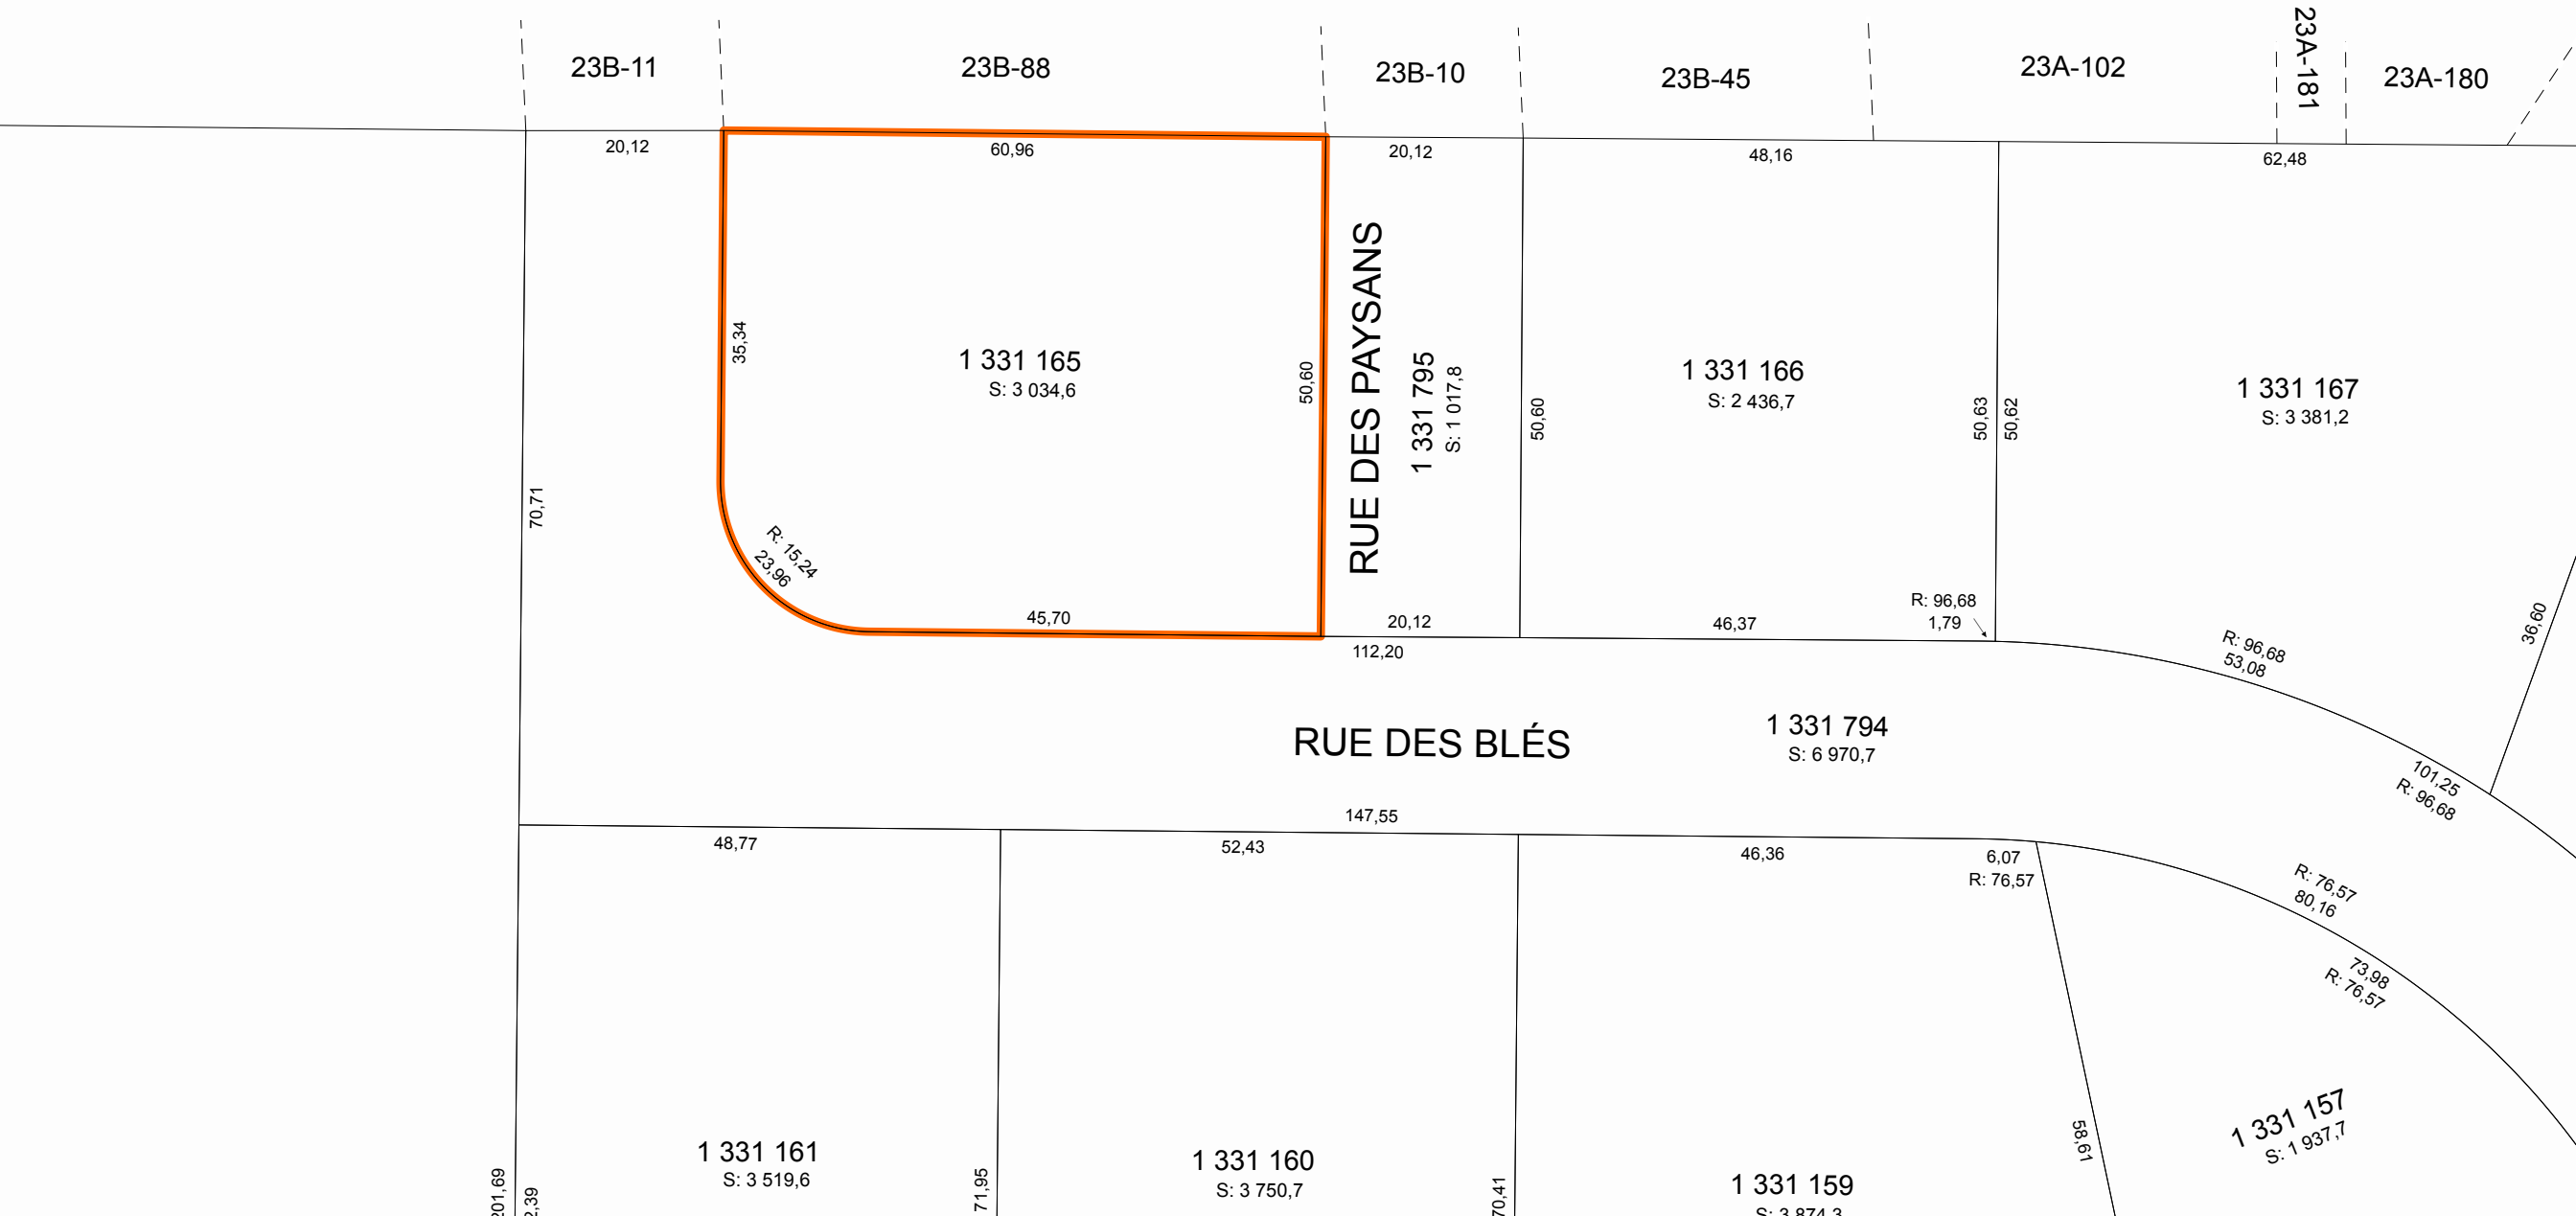 23B-11
23B-88
23B-10
23B-45
23A-102
23A-181
23A-180
20,12
60,96
20,12
48,16
62,48
35,34
1 331 165
S: 3 034,6
50,60
RUE DES PAYSANS
1 331 795
S: 1 017,8
50,60
1 331 166
S: 2 436,7
50,63
50,62
1 331 167
S: 3 381,2
70,71
R: 15,24
23,96
45,70
20,12
46,37
R: 96,68
1,79
R: 96,68
53,08
36,60
112,20
RUE DES BLÉS
1 331 794
S: 6 970,7
101,25
R: 96,68
147,55
48,77
52,43
46,36
6,07
R: 76,57
R: 76,57
80,16
73,98
R: 76,57
1 331 161
S: 3 519,6
71,95
1 331 160
S: 3 750,7
70,41
1 331 159
S: 3 874,3
58,61
1 331 157
S: 1 937,7
201,69
2,39